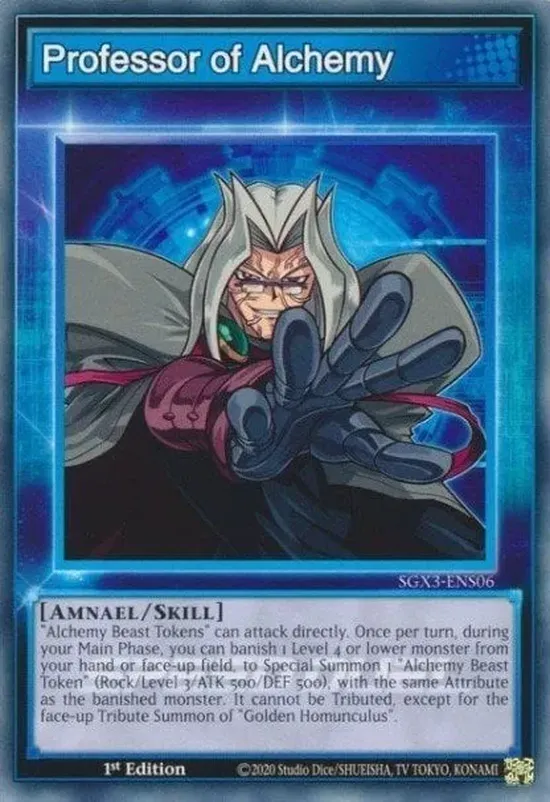 Professor of Alchemy
SGX3-ENS06
[AMNAEL/SKILL]
"Alchemy Beast Tokens" can attack directly. Once per turn, during
your Main Phase, you can banish 1 Level 4 or lower monster from
your hand or face-up field, to Special Summon 1 "Alchemy Beast
Token" (Rock/Level 3/ATK 500/DEF 500), with the same Attribute
as the banished monster. It cannot be Tributed, except for the
face-up Tribute Summon of "Golden Homunculus".
1st Edition
©2020 Studio Dice/SHUEISHA, TV TOKYO, KONAMI